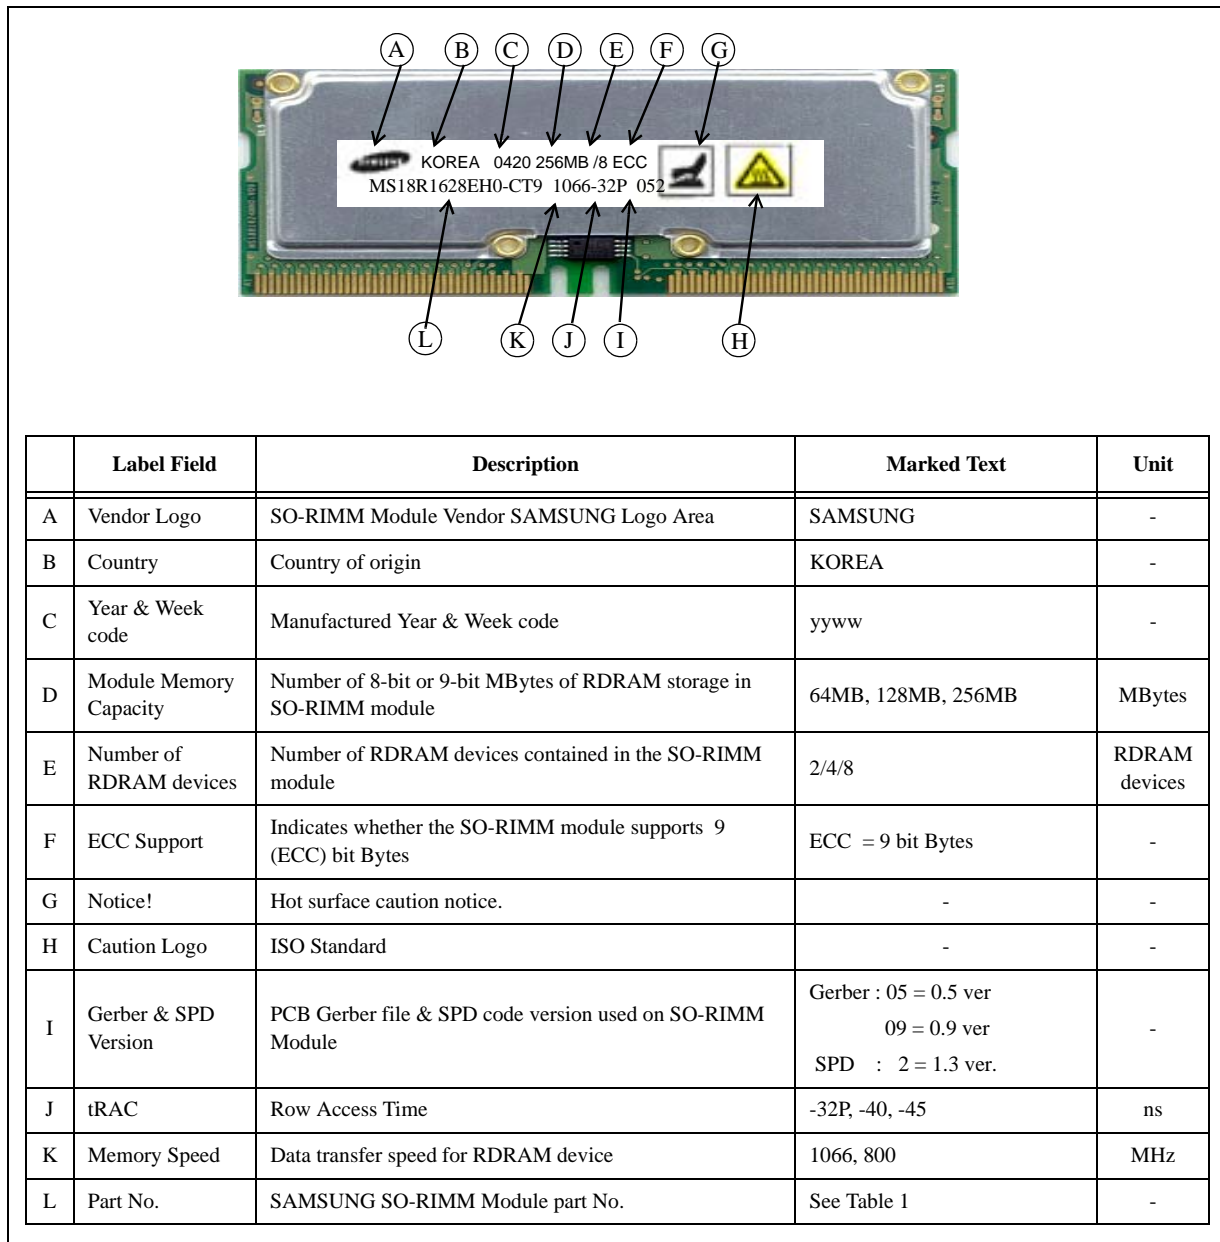 A B C D E F G
SAMSUNG KOREA 0420 256MB /8 ECC
MS18R1628EH0-CT9 1066-32P 052
L K J I H
Label Field Description Marked Text Unit
A Vendor Logo SO-RIMM Module Vendor SAMSUNG Logo Area SAMSUNG -
B Country Country of origin KOREA -
C Year & Week code Manufactured Year & Week code yyww -
D Module Memory Capacity Number of 8-bit or 9-bit MBytes of RDRAM storage in SO-RIMM module 64MB, 128MB, 256MB MBytes
E Number of RDRAM devices Number of RDRAM devices contained in the SO-RIMM module 2/4/8 RDRAM devices
F ECC Support Indicates whether the SO-RIMM module supports 9 (ECC) bit Bytes ECC = 9 bit Bytes -
G Notice! Hot surface caution notice. - -
H Caution Logo ISO Standard - -
I Gerber & SPD Version PCB Gerber file & SPD code version used on SO-RIMM Module Gerber : 05 = 0.5 ver
09 = 0.9 ver
SPD : 2 = 1.3 ver. -
J tRAC Row Access Time -32P, -40, -45 ns
K Memory Speed Data transfer speed for RDRAM device 1066, 800 MHz
L Part No. SAMSUNG SO-RIMM Module part No. See Table 1 -